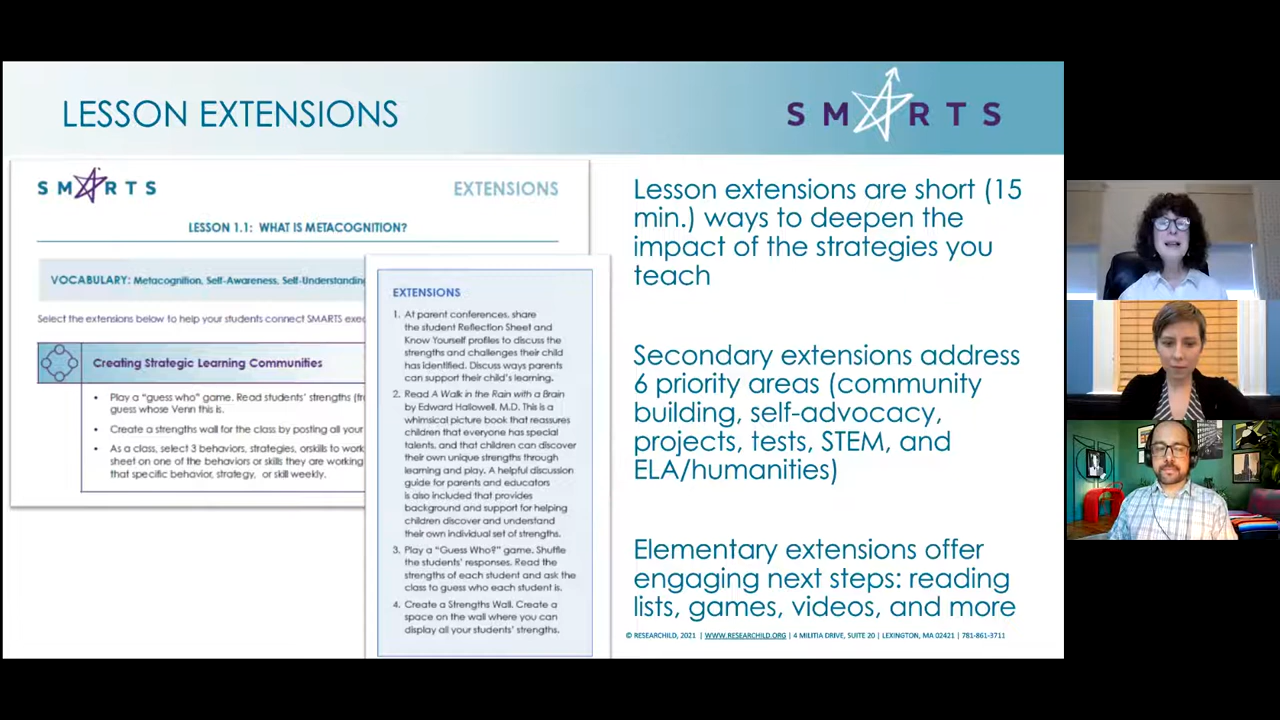 LESSON EXTENSIONS
SMARTS
SMARTS
EXTENSIONS
LESSON 1.1: WHAT IS METACOGNITION?
VOCABULARY: Metacognition, Self-Awareness, Self-Understanding
Select the extensions below to help your students connect SMARTS
Creating Strategic Learning Communities
• Play a "guess who" game. Read students' strengths
guess whose Venn this is.
• Create a strengths wall for the class by posting all your
• As a class, select 3 behaviors, strategies, orskills to work
sheet on one of the behaviors or skills they are working
that specific behavior, strategy, or skill weekly.
EXTENSIONS
1. At parent conferences, share
the student Reflection Sheet and
Know Yourself profiles to discuss the
strengths and challenges their child
has identified. Discuss ways parents
can support their child's learning.
2. Read A Walk in the Rain with a Brain
by Edward Hallowell, M.D. This is a
whimsical picture book that reassures
children that everyone has special
talents, and that children can discover
their own unique strengths through
learning and play. A helpful discussion
guide for parents and educators
is also included that provides
background and support for helping
children discover and understand
their own individual set of strengths.
3. Play a "Guess Who?" game. Shuffle
the students' responses. Read the
strengths of each student and ask the
class to guess who each student is.
4. Create a Strengths Wall. Create a
space on the wall where you can
display all your students' strengths.
Lesson extensions are short (15
min.) ways to deepen the
impact of the strategies you
teach
Secondary extensions address
6 priority areas (community
building, self-advocacy,
projects, tests, STEM, and
ELA/humanities)
Elementary extensions offer
engaging next steps: reading
lists, games, videos, and more
© RESEARCHILD, 2021 | WWW.RESEARCHILD.ORG | 4 MILITIA DRIVE, SUITE 20 | LEXINGTON, MA 02421 | 781-861-3711